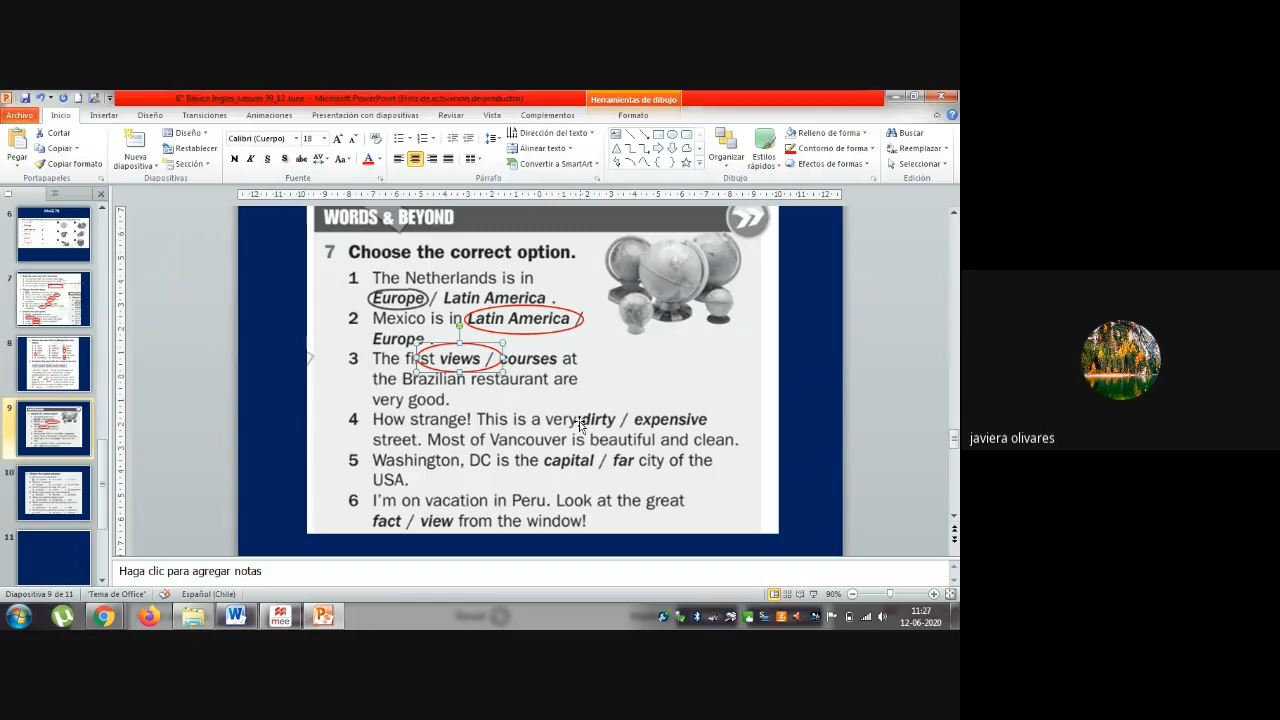 6° Básico Ingles_Lesson 39_12 June - Microsoft PowerPoint (Error de activación de productos)
Herramientas de dibujo
Archivo Inicio Insertar Diseño Transiciones Animaciones Presentación con diapositivas Revisar Vista Complementos Formato
Pegar
Cortar
Copiar
Copiar formato
Portapapeles
Nueva diapositiva
Diseño
Restablecer
Sección
Diapositivas
Calibri (Cuerpo) 18
Fuente
Dirección del texto
Alinear texto
Convertir a SmartArt
Párrafo
Organizar
Estilos rápidos
Relleno de forma
Contorno de forma
Efectos de formas
Dibujo
Buscar
Reemplazar
Seleccionar
Edición
6
7
8
9
10
11
WORDS & BEYOND
7 Choose the correct option.
1 The Netherlands is in
Europe / Latin America .
2 Mexico is in Latin America /
Europe .
3 The first views / courses at
the Brazilian restaurant are
very good.
4 How strange! This is a very dirty / expensive
street. Most of Vancouver is beautiful and clean.
5 Washington, DC is the capital / far city of the
USA.
6 I'm on vacation in Peru. Look at the great
fact / view from the window!
Haga clic para agregar notas
Diapositiva 9 de 11 "Tema de Office" Español (Chile) 90%
11:27
12-06-2020
javiera olivares